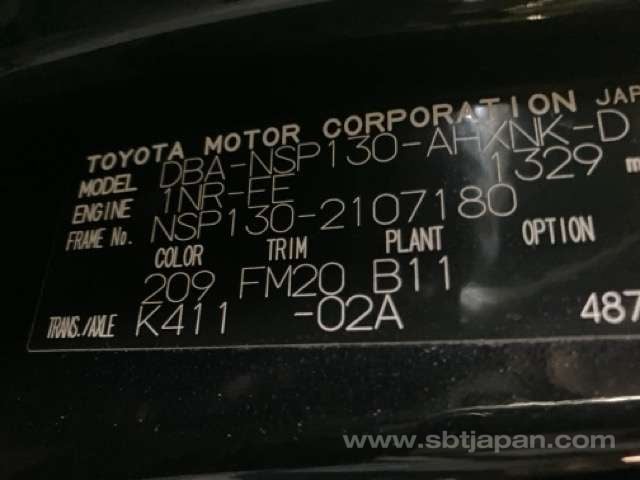 TOYOTA MOTOR CORPORATION JAP
MODEL DBA-NSP130-AHXNK-D
ENGINE 1NR-FE 1329 m
FRAME No. NSP130-2107180
COLOR TRIM PLANT OPTION
209 FM20 B11
TRANS./AXLE K411 -02A 487
www.sbtjapan.com